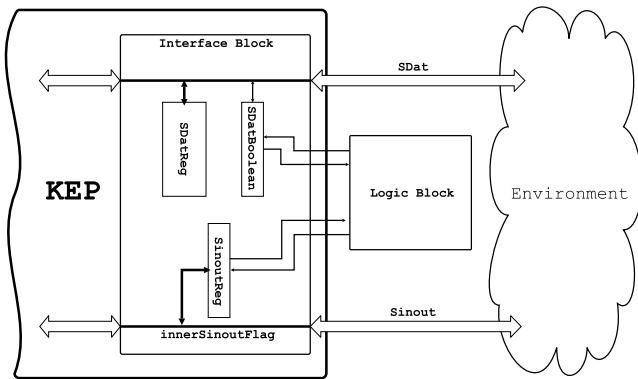 Interface Block
SDat
SDatReg
SDatBoolean
KEP
Logic Block
Environment
SinoutReg
Sinout
innerSinoutFlag